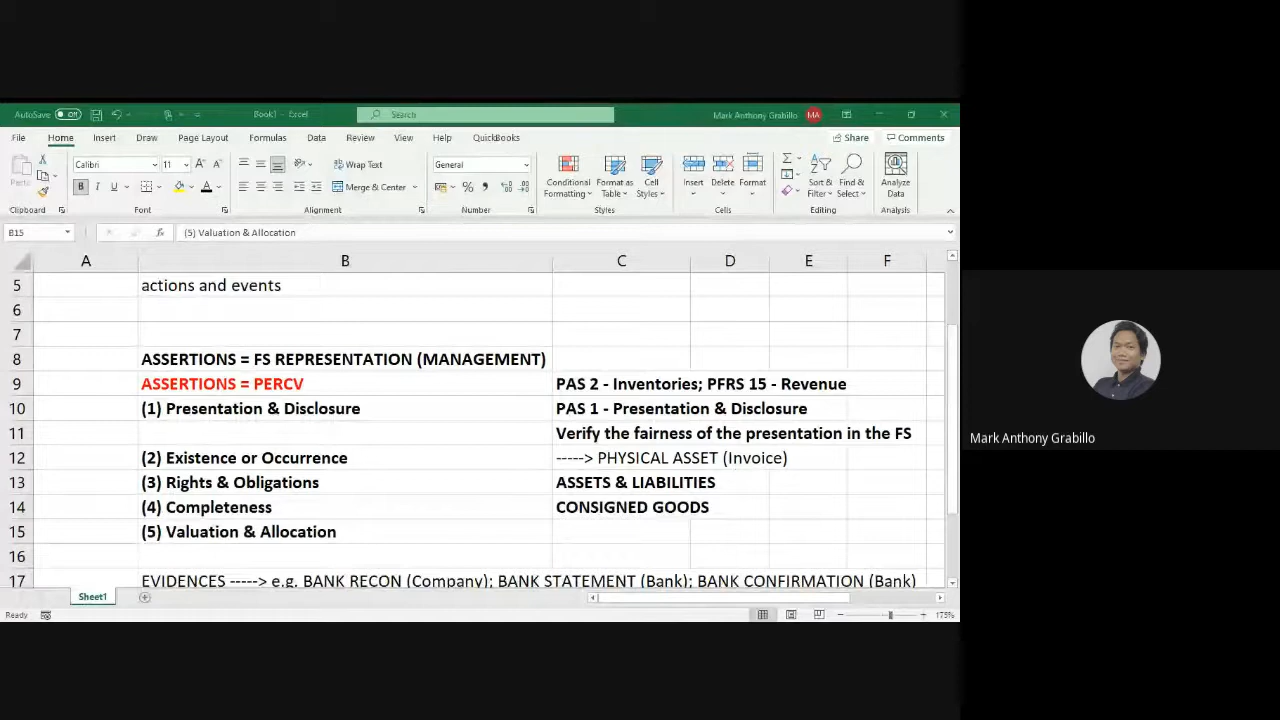 AutoSave Off Book1 - Excel Search Mark Anthony Grabillo MA
File Home Insert Draw Page Layout Formulas Data Review View Help QuickBooks Share Comments
Paste Calibri 11 A A Wrap Text General Conditional Formatting Format as Table Cell Styles Insert Delete Format Sort & Filter Find & Select Analyze Data
B I U A Merge & Center % ,
Clipboard Font Alignment Number Styles Cells Editing Analysis
B15 fx (5) Valuation & Allocation
A B C D E F
5 actions and events
6
7
8 ASSERTIONS = FS REPRESENTATION (MANAGEMENT)
9 ASSERTIONS = PERCV PAS 2 - Inventories; PFRS 15 - Revenue
10 (1) Presentation & Disclosure PAS 1 - Presentation & Disclosure
11 Verify the fairness of the presentation in the FS
12 (2) Existence or Occurrence -----> PHYSICAL ASSET (Invoice)
13 (3) Rights & Obligations ASSETS & LIABILITIES
14 (4) Completeness CONSIGNED GOODS
15 (5) Valuation & Allocation
16
17 EVIDENCES -----> e.g. BANK RECON (Company); BANK STATEMENT (Bank); BANK CONFIRMATION (Bank)
Sheet1
Ready 175%
Mark Anthony Grabillo